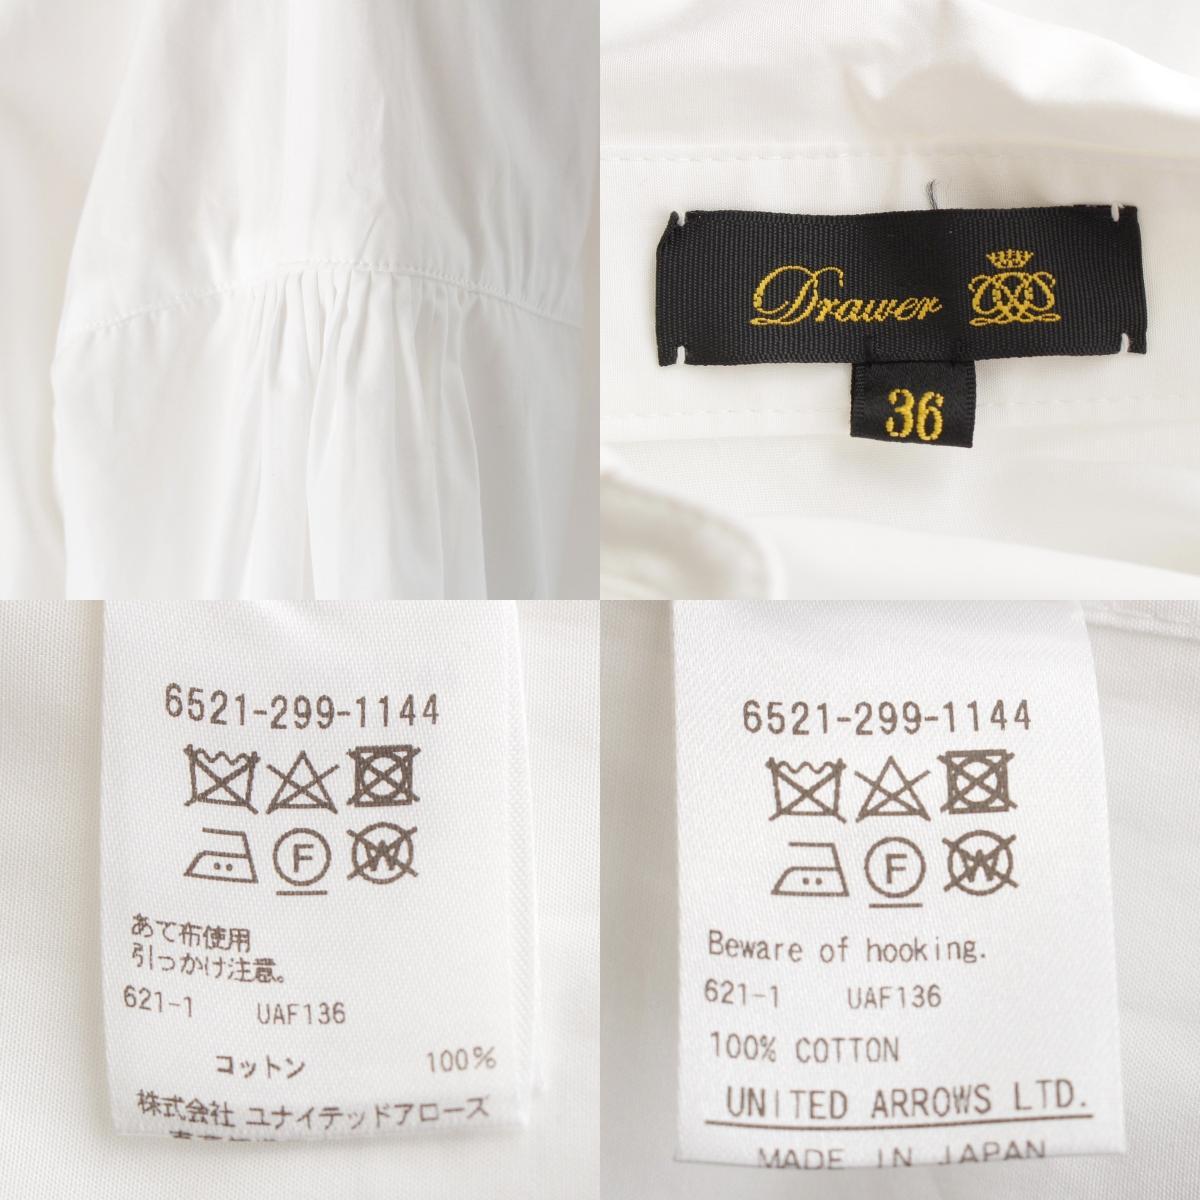 Drawer
36
6521-299-1144
F
W
あて布使用
引っかけ注意。
621-1 UAF136
コットン 100%
株式会社 ユナイテッドアローズ
6521-299-1144
F
W
Beware of hooking.
621-1 UAF136
100% COTTON
UNITED ARROWS LTD.
MADE IN JAPAN